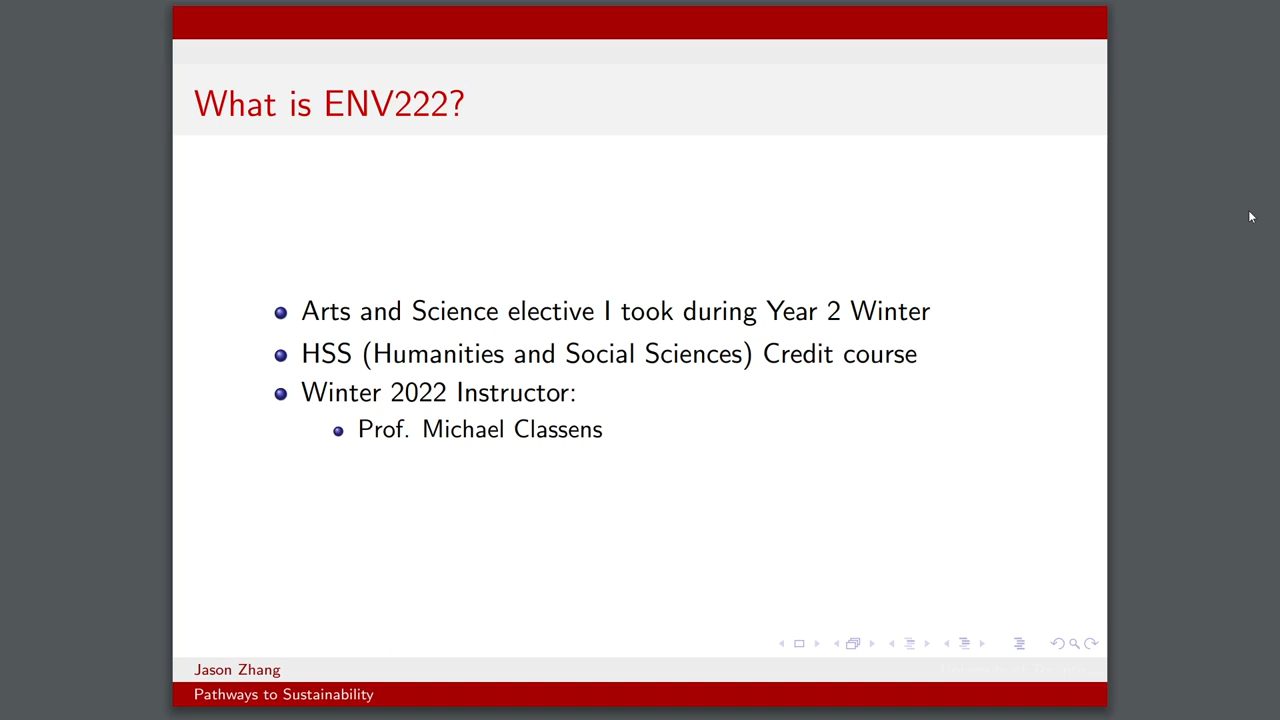 What is ENV222?
Arts and Science elective I took during Year 2 Winter
HSS (Humanities and Social Sciences) Credit course
Winter 2022 Instructor:
Prof. Michael Classens
Jason Zhang
Pathways to Sustainability